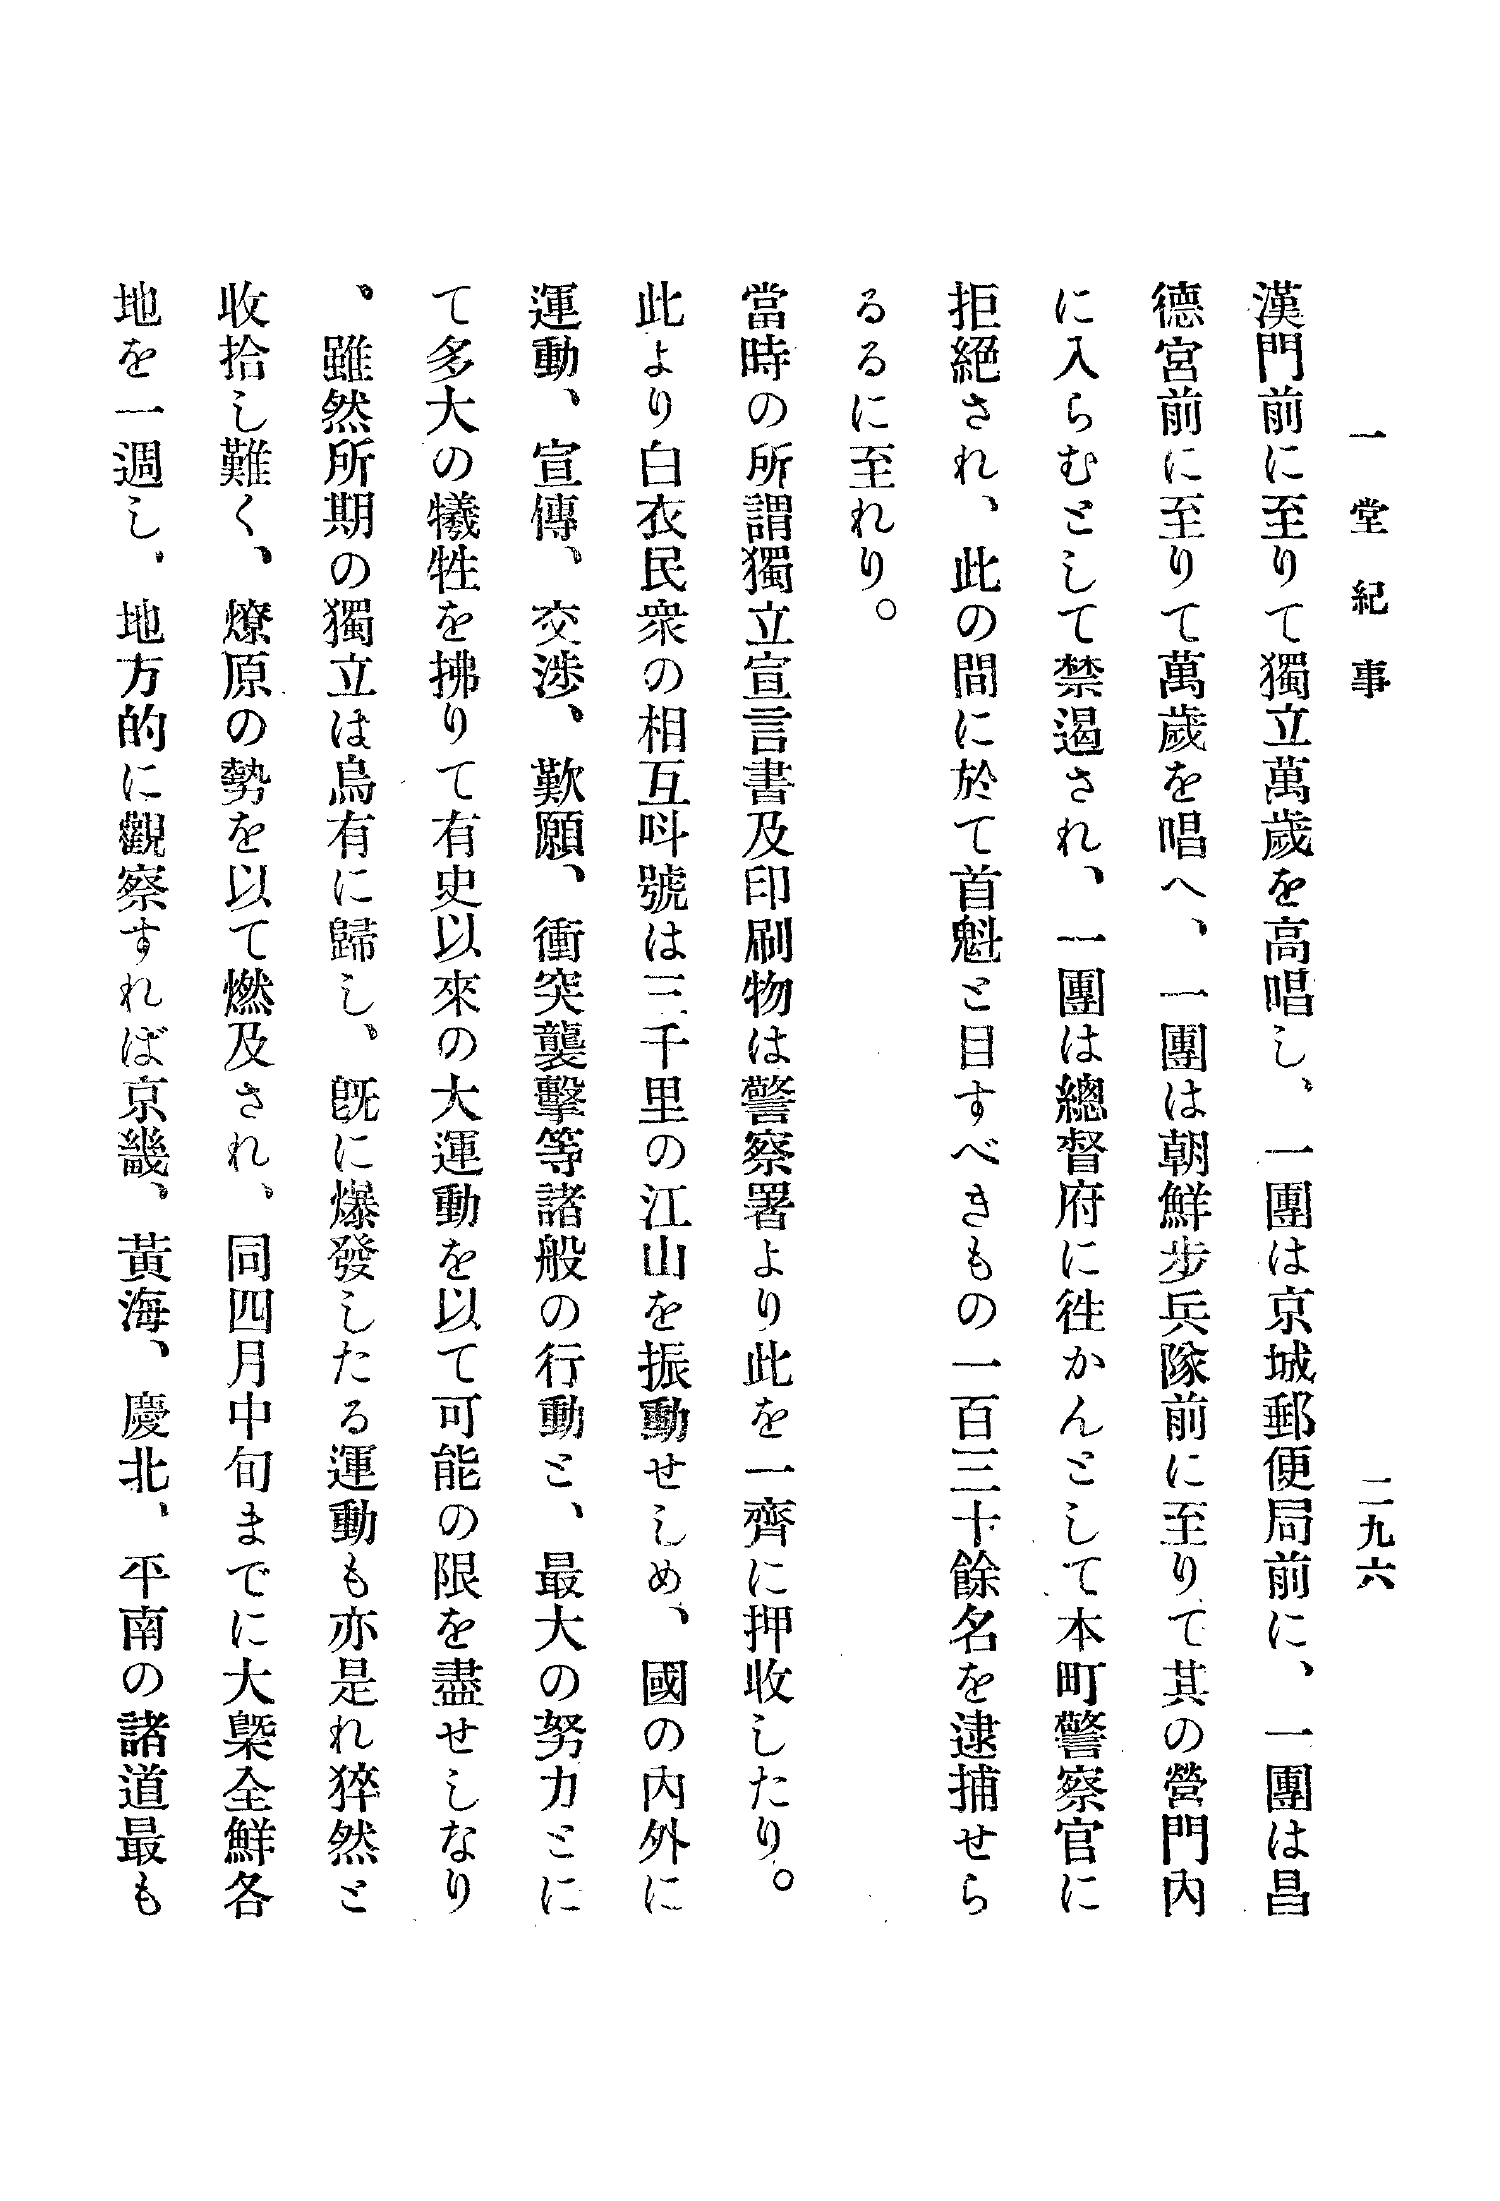 一堂紀事
二九六
漢門前に至りて獨立萬歲を高唱し、一團は京城郵便局前に、一團は昌
德宮前に至りて萬歲を唱へ、一團は朝鮮步兵隊前に至りて其の營門內
に入らむとして禁遏され、一團は總督府に徃かんとして本町警察官に
拒絕され、此の間に於て首魁と目すべきもの一百三十餘名を逮捕せら
るるに至れり。
當時の所謂獨立宣言書及印刷物は警察署より此を一齊に押收したり。
此より白衣民衆の相互呌號は三千里の江山を振動せしめ、國の內外に
運動、宣傳、交涉、歎願、衝突襲擊等諸般の行動と、最大の努力とに
て多大の犧牲を拂りて有史以來の大運動を以て可能の限を盡せしなり
、雖然所期の獨立は烏有に歸し、旣に爆發したる運動も亦是れ猝然と
收拾し難く、燎原の勢を以て燃及され、同四月中旬までに大槩全鮮各
地を一週し、地方的に觀察すれば京畿、黃海、慶北、平南の諸道最も